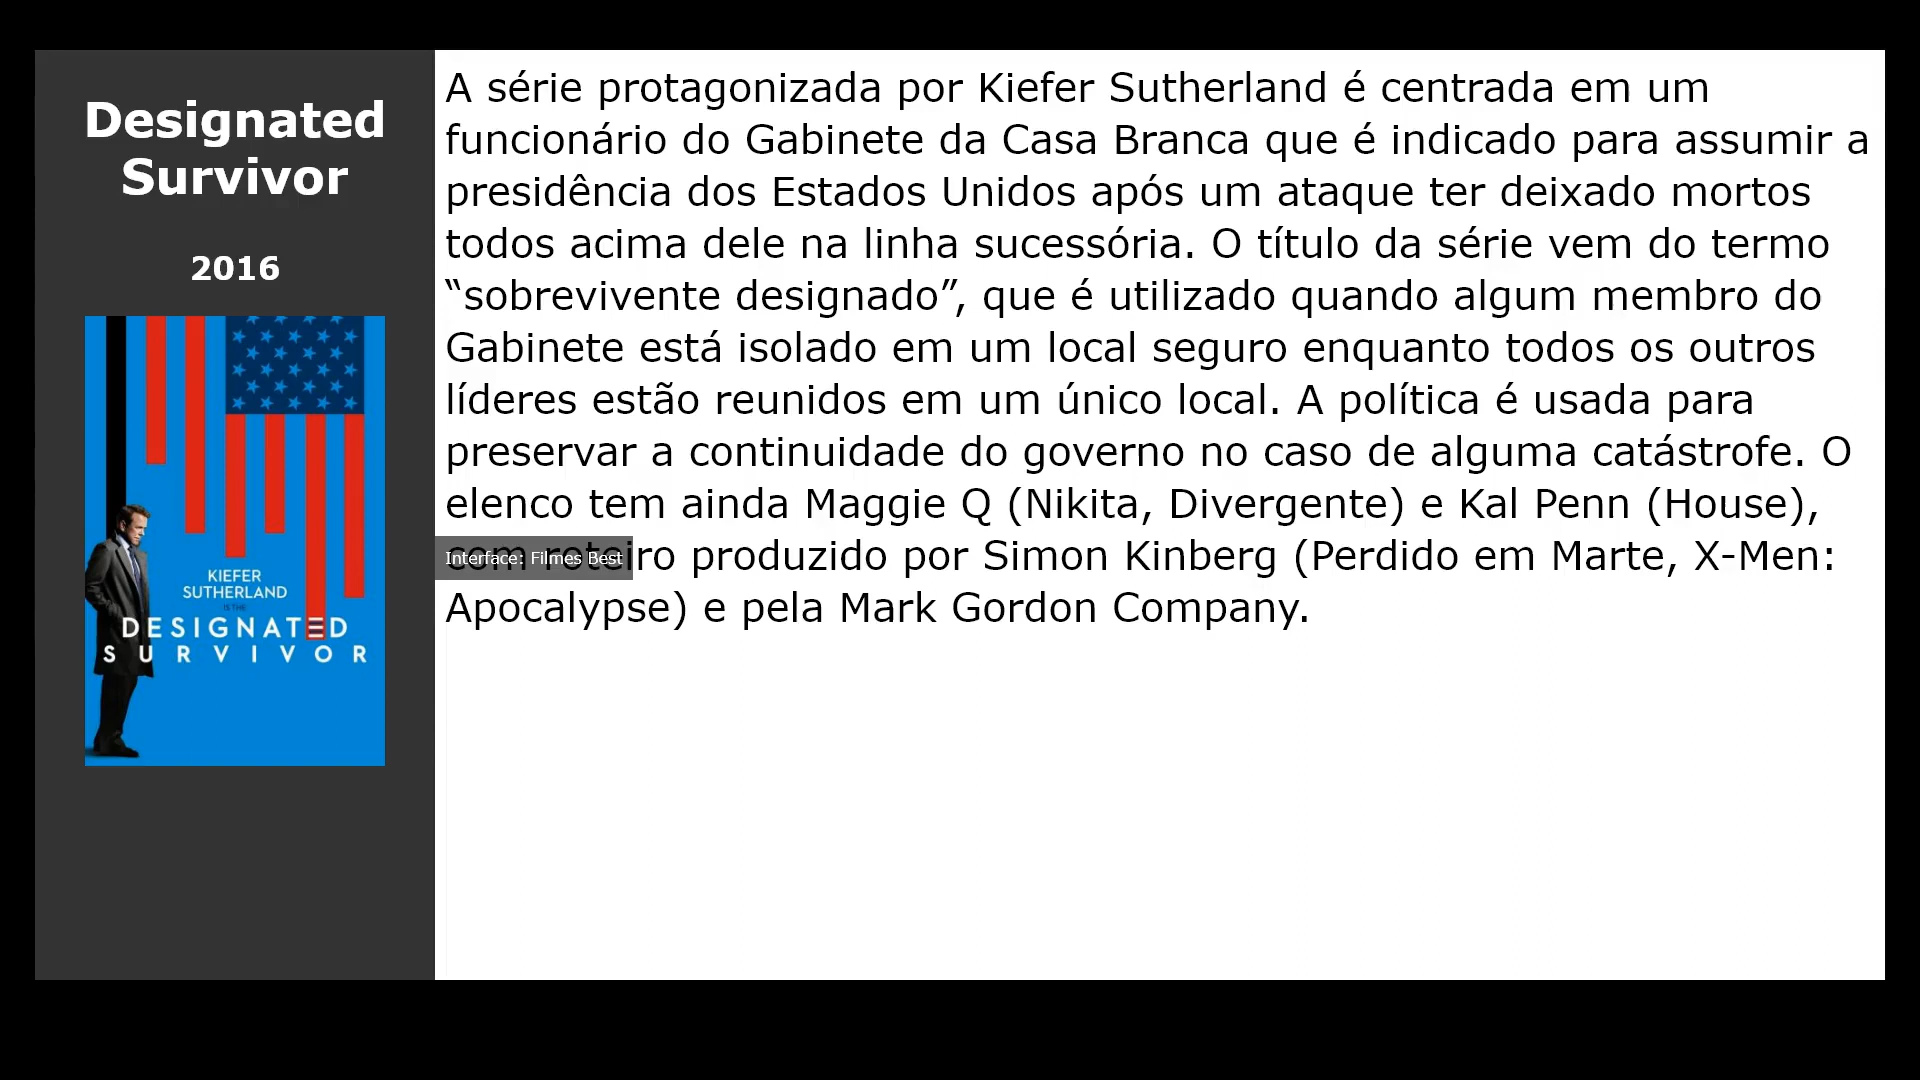 Designated
Survivor
2016
KIEFER
SUTHERLAND
IS THE
DESIGNATED
SURVIVOR
A série protagonizada por Kiefer Sutherland é centrada em um
funcionário do Gabinete da Casa Branca que é indicado para assumir a
presidência dos Estados Unidos após um ataque ter deixado mortos
todos acima dele na linha sucessória. O título da série vem do termo
“sobrevivente designado”, que é utilizado quando algum membro do
Gabinete está isolado em um local seguro enquanto todos os outros
líderes estão reunidos em um único local. A política é usada para
preservar a continuidade do governo no caso de alguma catástrofe. O
elenco tem ainda Maggie Q (Nikita, Divergente) e Kal Penn (House),
com roteiro produzido por Simon Kinberg (Perdido em Marte, X-Men:
Interface: Filmes Best
Apocalypse) e pela Mark Gordon Company.